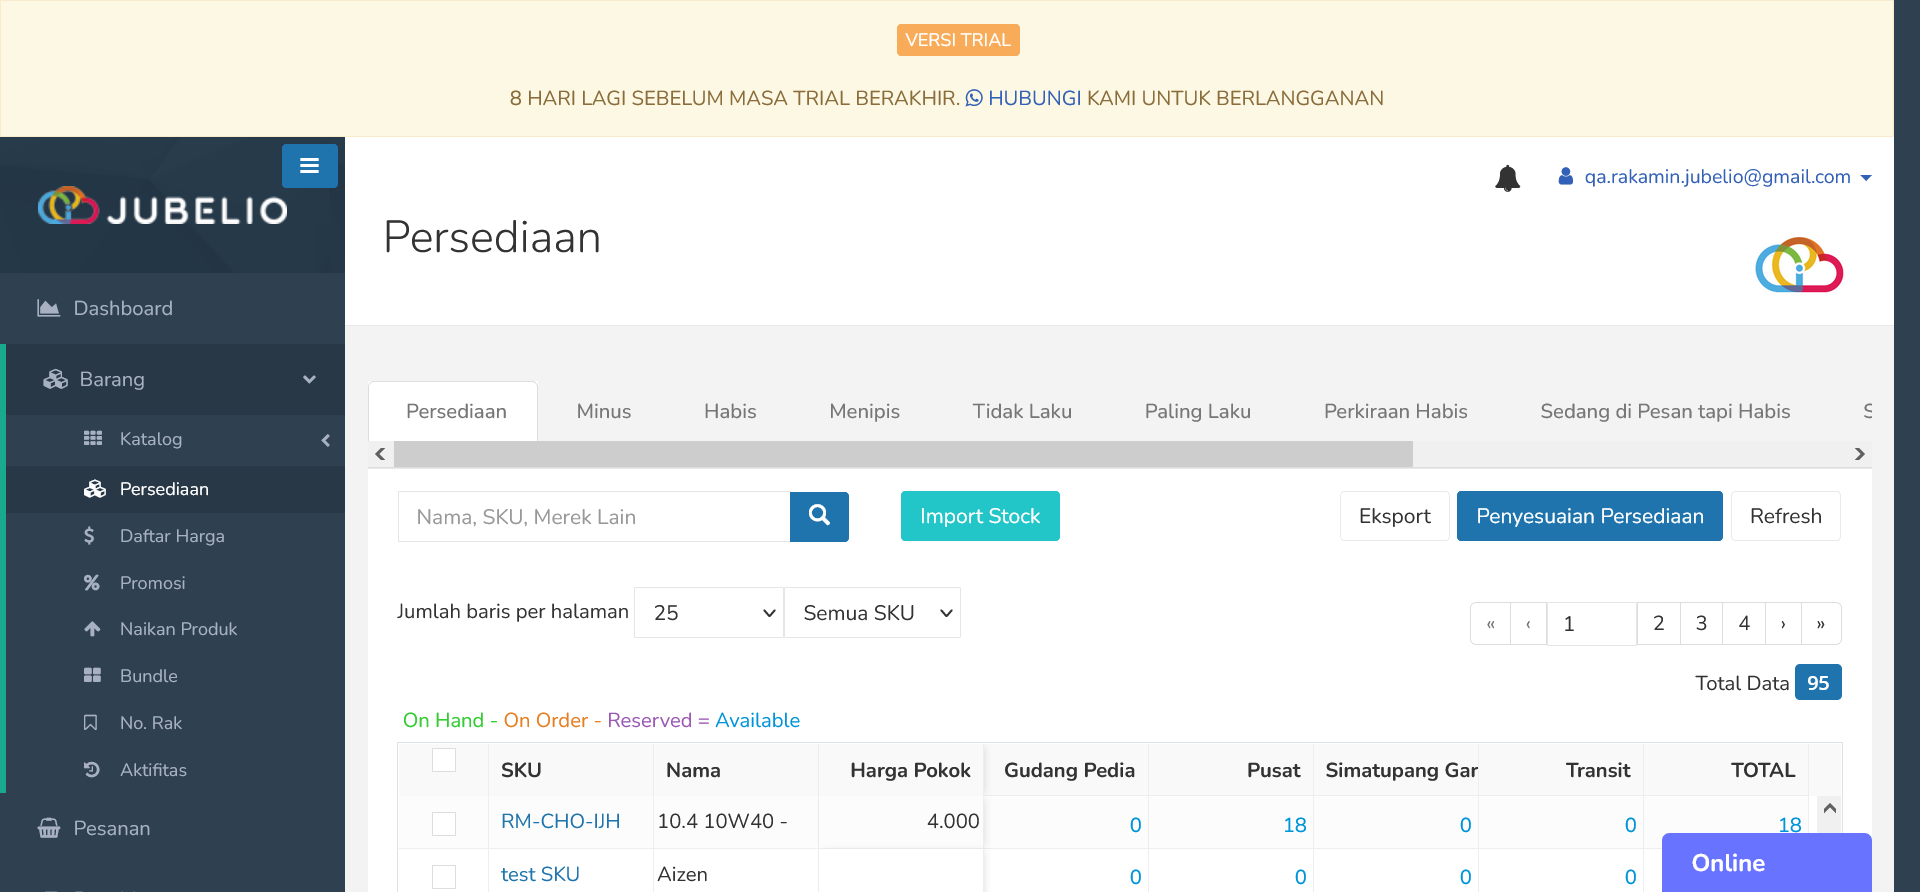 VERSI TRIAL
8 HARI LAGI SEBELUM MASA TRIAL BERAKHIR. HUBUNGI KAMI UNTUK BERLANGGANAN
JUBELIO
qa.rakamin.jubelio@gmail.com
Persediaan
Dashboard
Barang
Katalog
Persediaan
Daftar Harga
Promosi
Naikan Produk
Bundle
No. Rak
Aktifitas
Pesanan
Persediaan Minus Habis Menipis Tidak Laku Paling Laku Perkiraan Habis Sedang di Pesan tapi Habis
Nama, SKU, Merek Lain Import Stock Eksport Penyesuaian Persediaan Refresh
Jumlah baris per halaman 25 Semua SKU « ‹ 1 2 3 4 › »
Total Data 95
On Hand - On Order - Reserved = Available
SKU Nama Harga Pokok Gudang Pedia Pusat Simatupang Gar Transit TOTAL
RM-CHO-IJH 10.4 10W40 - 4.000 0 18 0 0 18
test SKU Aizen 0 0 0 0
Online